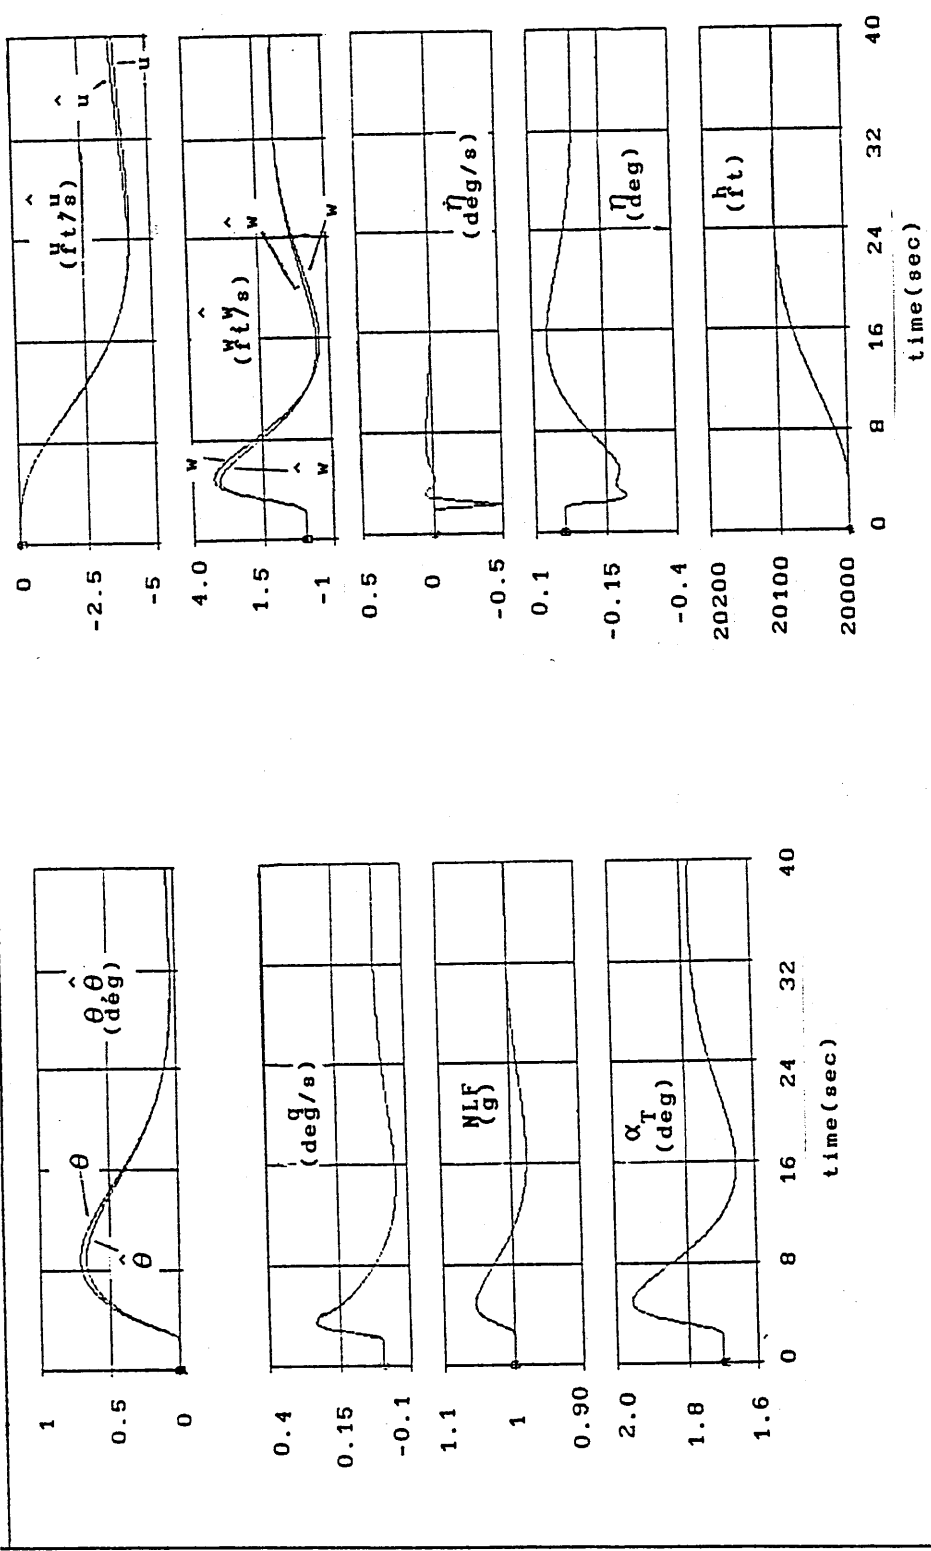 1
0.5
0
θ
θ̂
θ,θ̂
(deg)
0.4
0.15
-0.1
q
(deg/s)
1.1
1
0.90
NLF
(g)
2.0
1.8
1.6
α_T
(deg)
0 8 16 24 32 40
time(sec)
0
-2.5
-5
û,u
(ft/s)
û
u
4.0
1.5
-1
w
ŵ
ŵ,w
(ft/s)
ŵ
w
0.5
0
-0.5
η̇
(deg/s)
0.1
-0.15
-0.4
η
(deg)
20200
20100
20000
h
(ft)
0 8 16 24 32 40
time(sec)